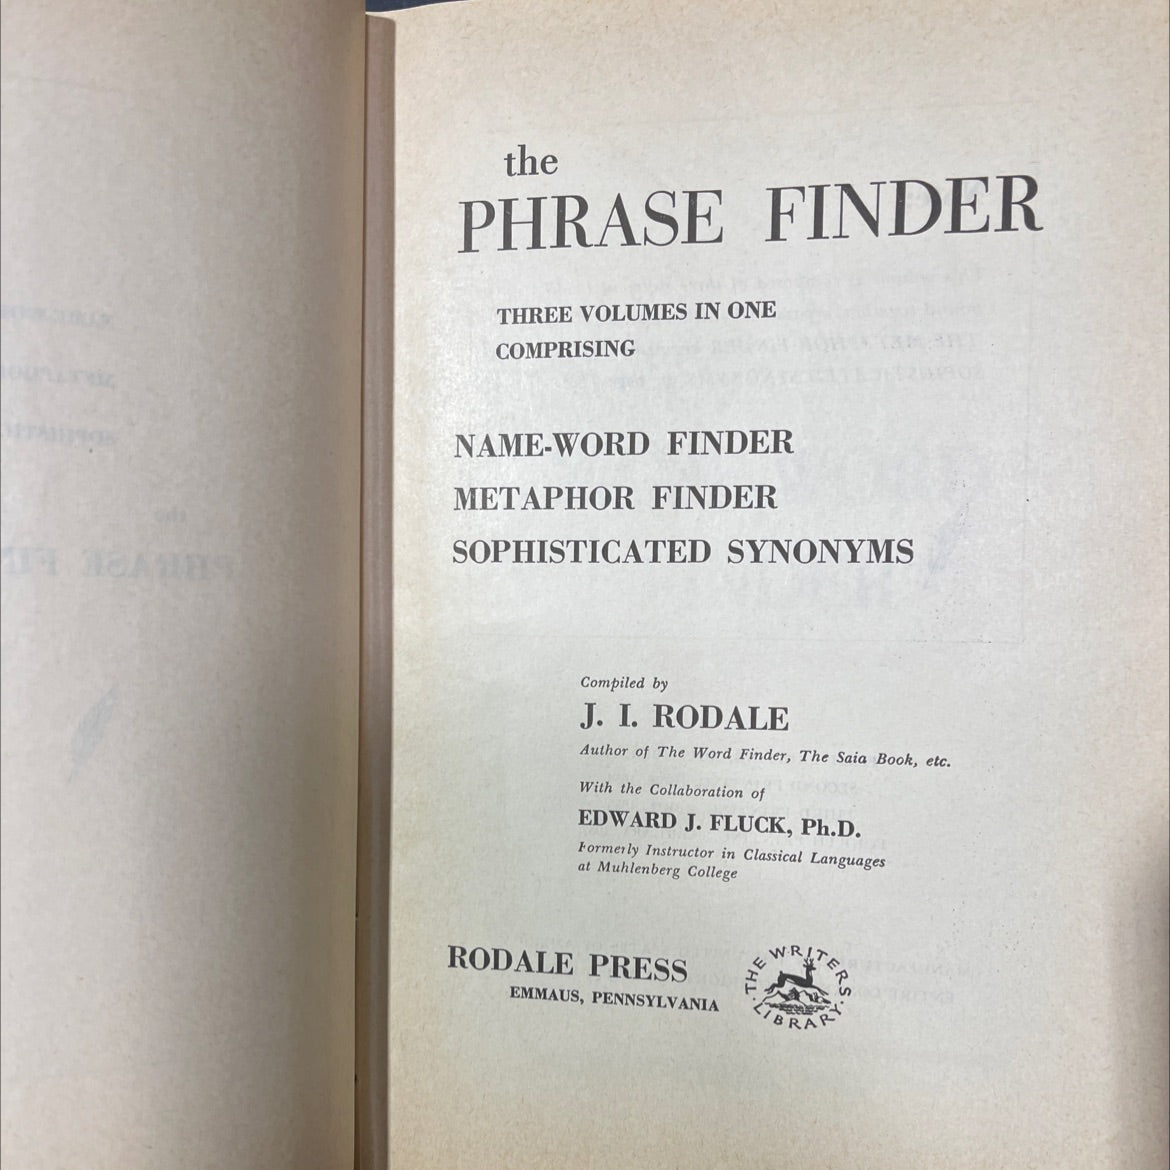 the
PHRASE FINDER
THREE VOLUMES IN ONE
COMPRISING
NAME-WORD FINDER
METAPHOR FINDER
SOPHISTICATED SYNONYMS
Compiled by
J. I. RODALE
Author of The Word Finder, The Saia Book, etc.
With the Collaboration of
EDWARD J. FLUCK, Ph.D.
Formerly Instructor in Classical Languages
at Muhlenberg College
RODALE PRESS
EMMAUS, PENNSYLVANIA
THE WRITERS
LIBRARY